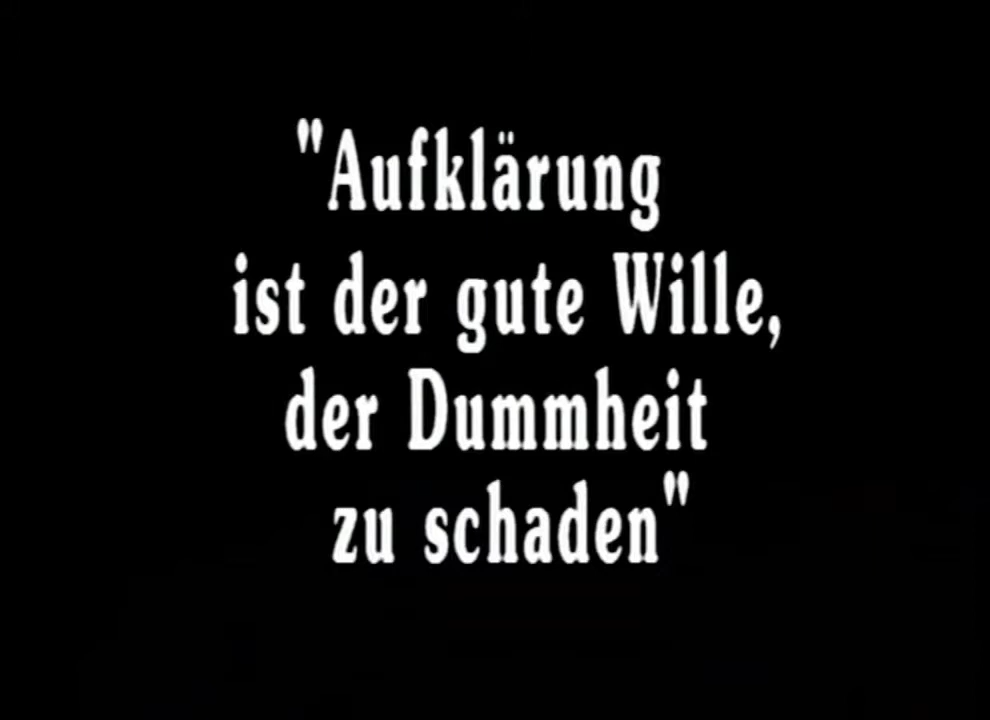 "Aufklärung
ist der gute Wille,
der Dummheit
zu schaden"